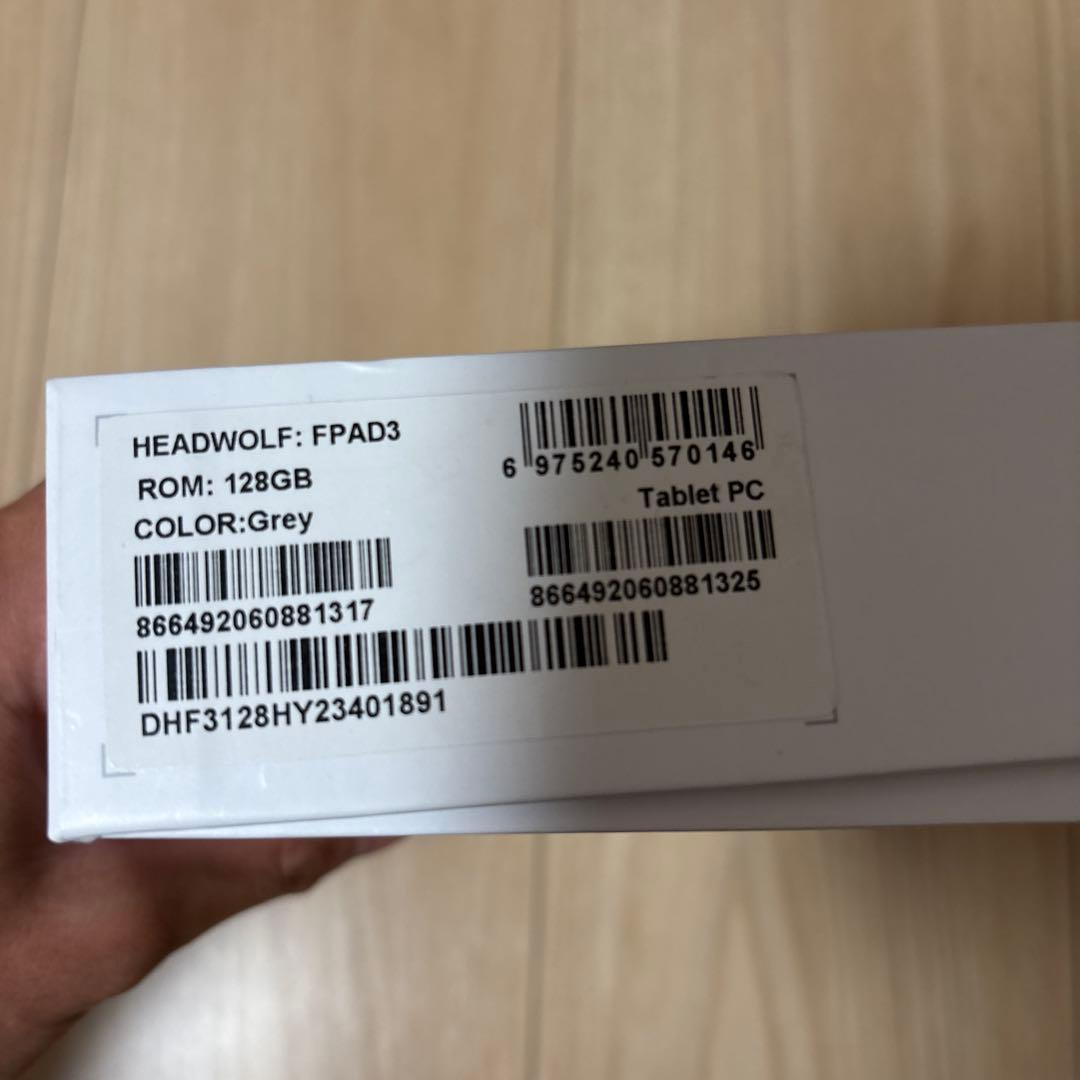 HEADWOLF: FPAD3
ROM: 128GB
COLOR:Grey
6 975240 570146
Tablet PC
866492060881317
866492060881325
DHF3128HY23401891